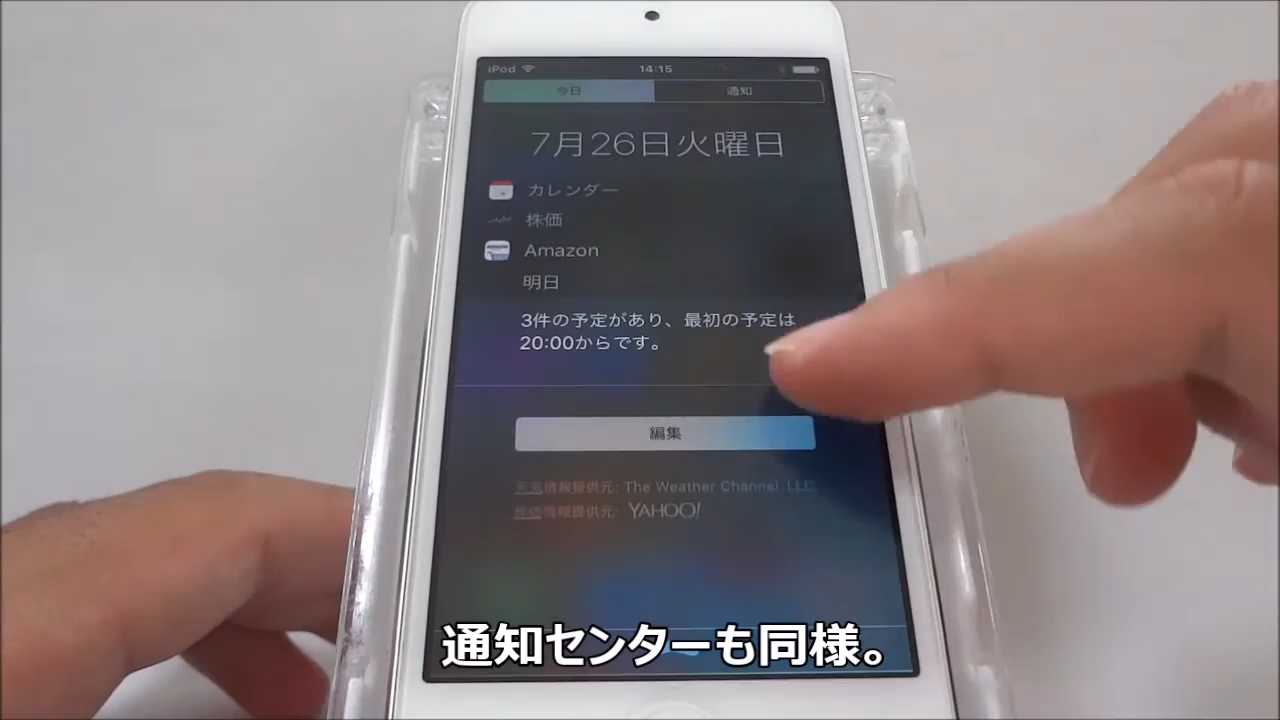 iPod 14:15
今日 通知
7月26日火曜日
カレンダー
株価
Amazon
明日
3件の予定があり、最初の予定は
20:00からです。
編集
天気情報提供元: The Weather Channel LLC
株価情報提供元: YAHOO!
通知センターも同様。